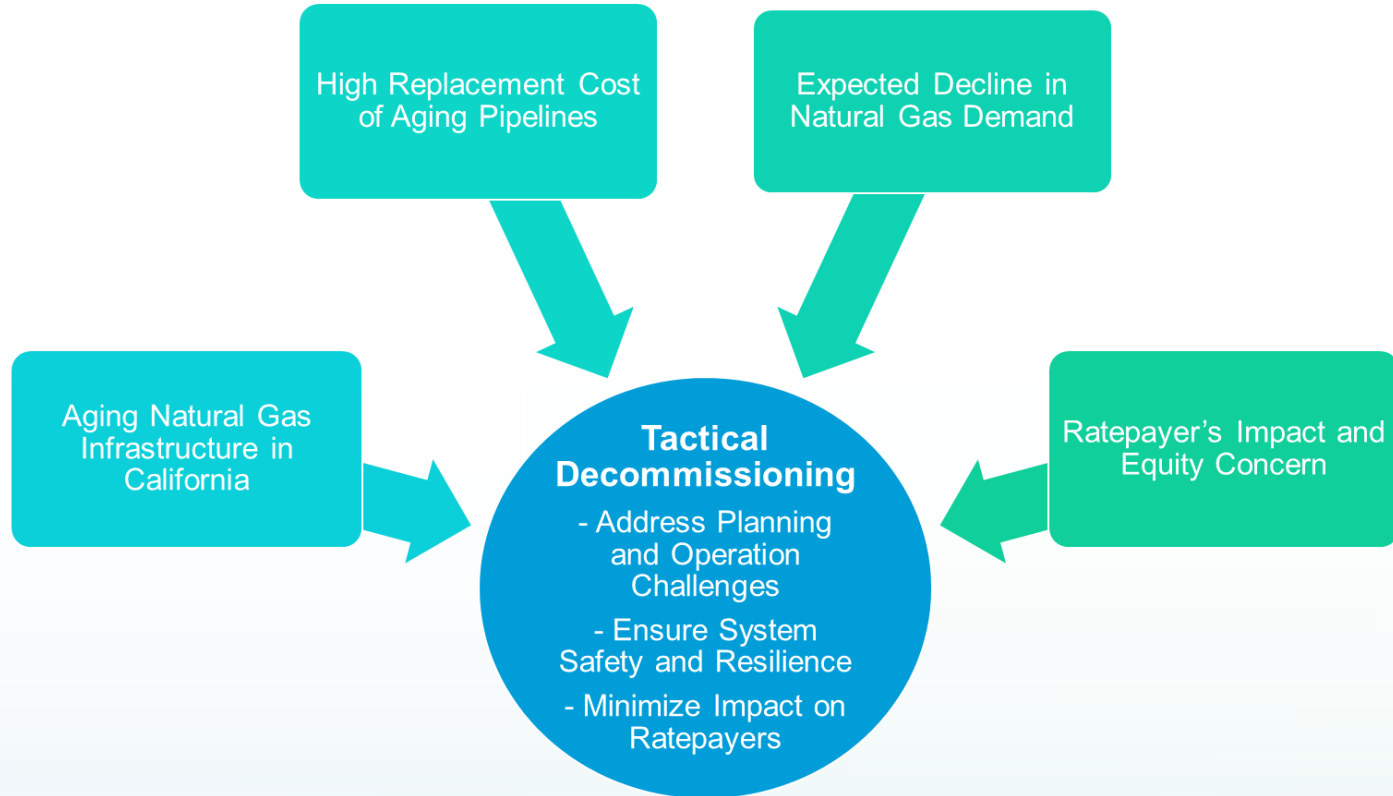 High Replacement Cost
of Aging Pipelines
Expected Decline in
Natural Gas Demand
Aging Natural Gas
Infrastructure in
California
Ratepayer’s Impact and
Equity Concern
Tactical
Decommissioning
- Address Planning
and Operation
Challenges
- Ensure System
Safety and Resilience
- Minimize Impact on
Ratepayers